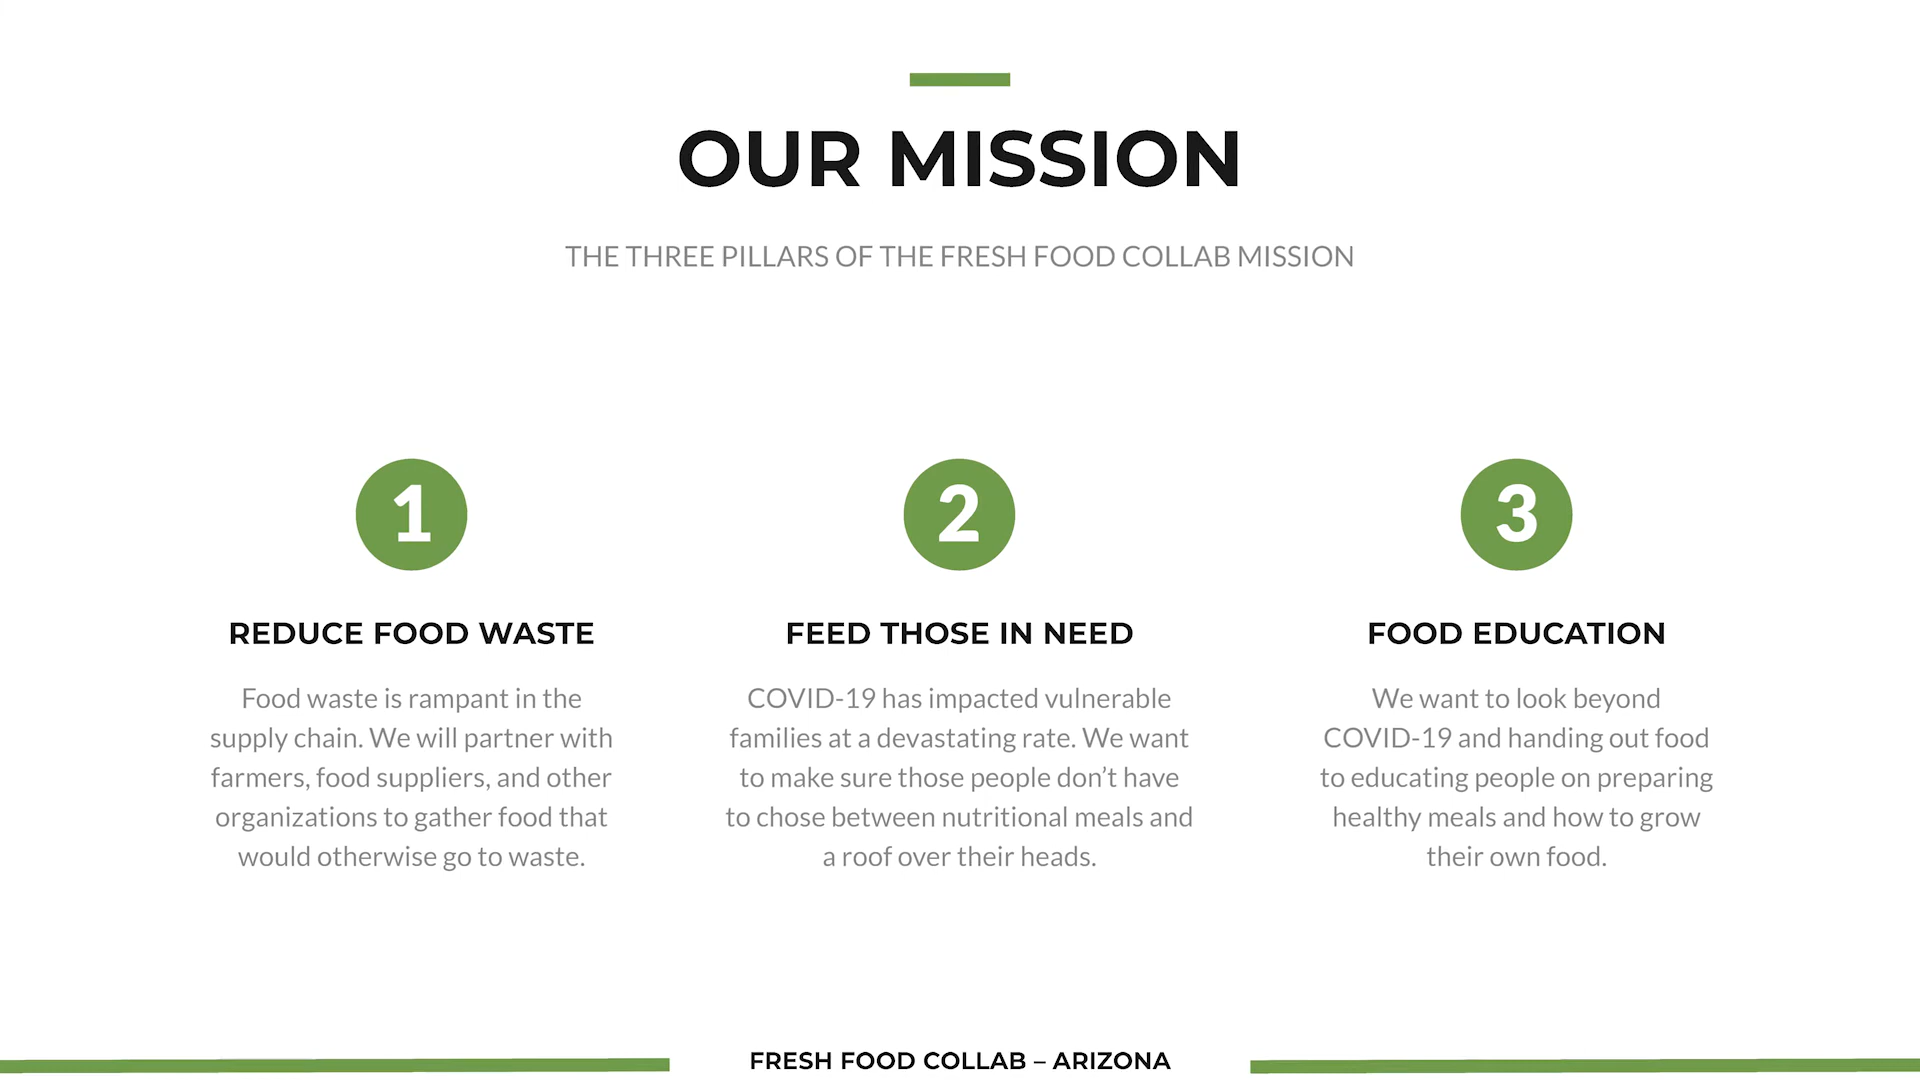 OUR MISSION
THE THREE PILLARS OF THE FRESH FOOD COLLAB MISSION
1
REDUCE FOOD WASTE
Food waste is rampant in the
supply chain. We will partner with
farmers, food suppliers, and other
organizations to gather food that
would otherwise go to waste.
2
FEED THOSE IN NEED
COVID-19 has impacted vulnerable
families at a devastating rate. We want
to make sure those people don’t have
to chose between nutritional meals and
a roof over their heads.
3
FOOD EDUCATION
We want to look beyond
COVID-19 and handing out food
to educating people on preparing
healthy meals and how to grow
their own food.
FRESH FOOD COLLAB – ARIZONA